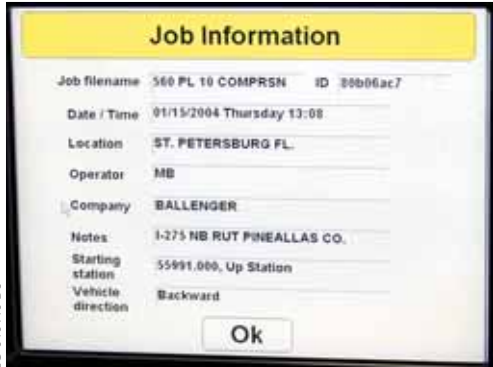 Job Information
Job filename 560 PL 10 COMPRSN ID 80b06ac7
Date / Time 01/15/2004 Thursday 13:08
Location ST. PETERSBURG FL.
Operator MB
Company BALLENGER
Notes I-275 NB RUT PINEALLAS CO.
Starting station 55991.000, Up Station
Vehicle direction Backward
Ok